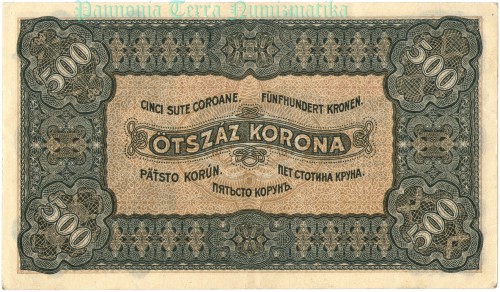 Pannonia Terra Numizmatika
500 500
CINCI SUTE COROANE, FÜNFHUNDERT KRONEN.
ÖTSZÁZ KORONA
PÄŤSTO KORÚN. ПЕТ СТОТИНА КРУНА.
ПЯТЬСТО КОРУНЪ.
500 500